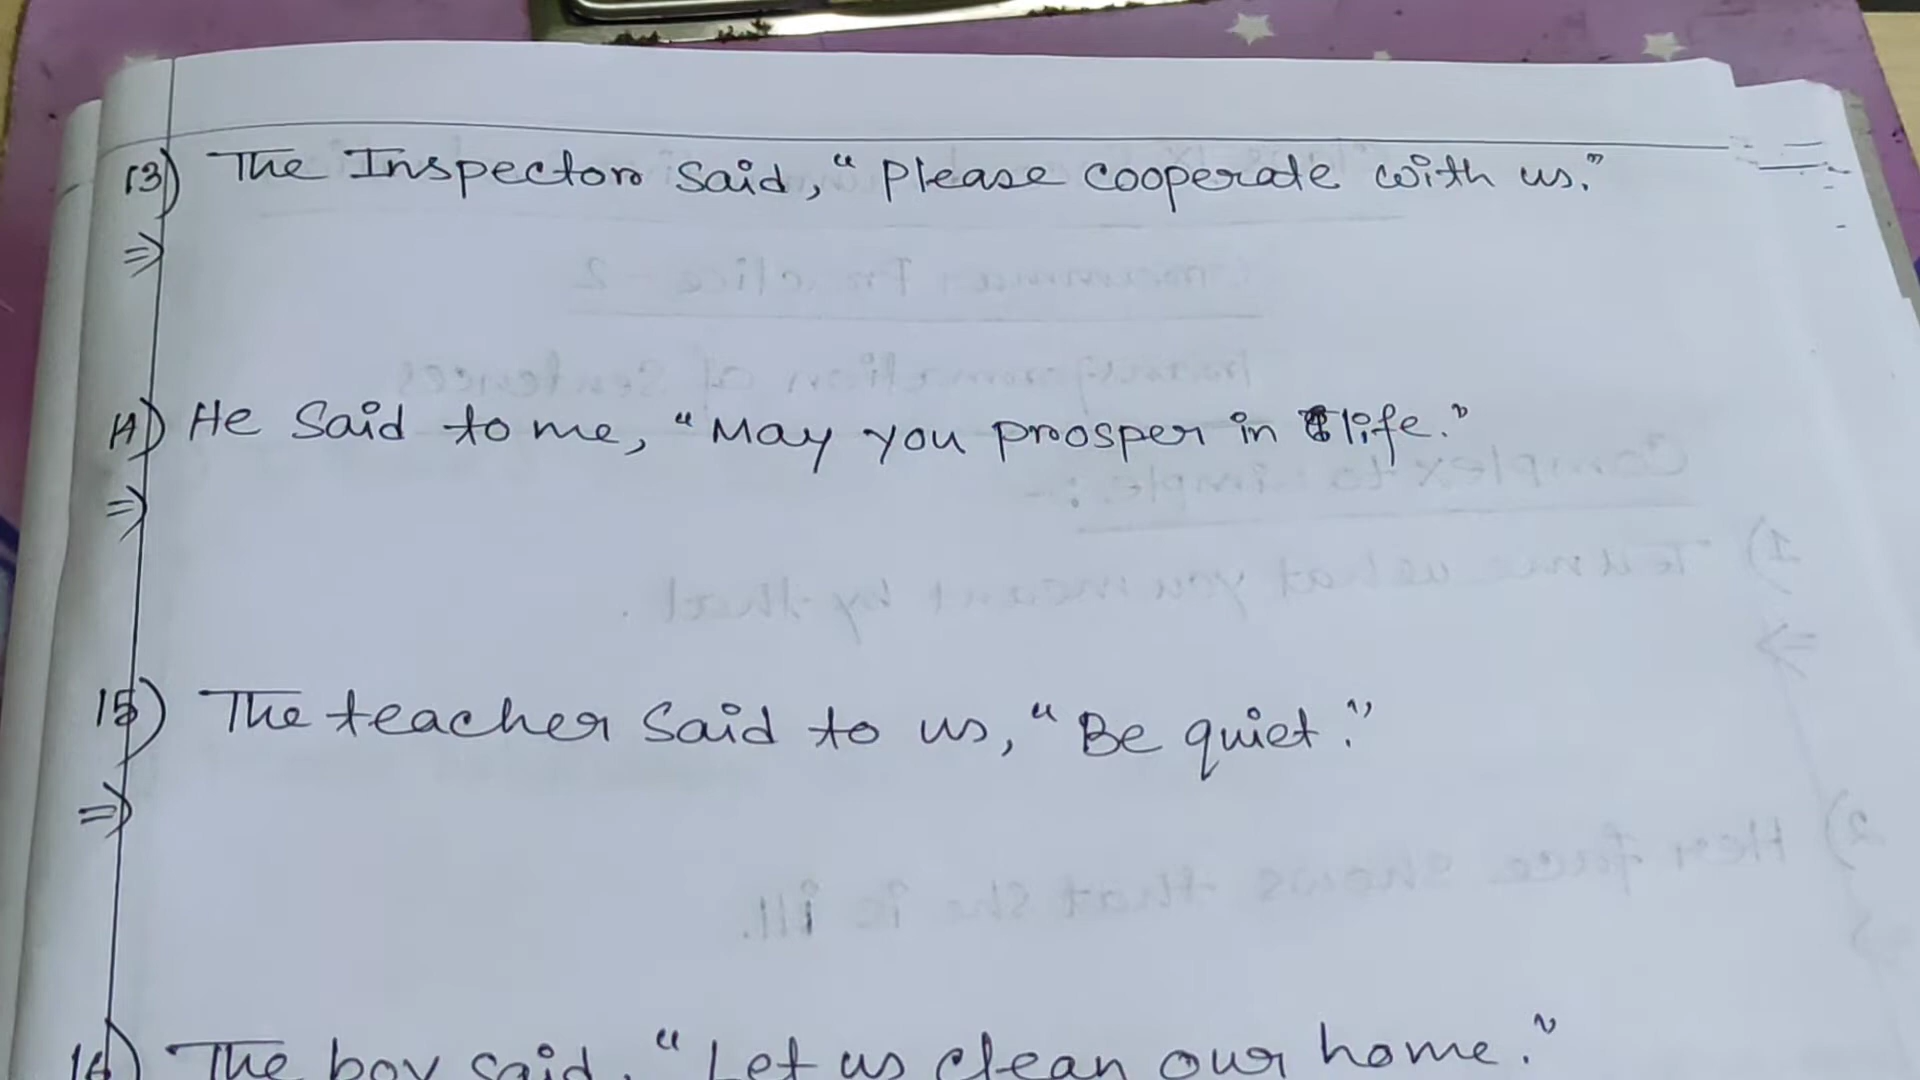 13) The Inspector said, "Please cooperate with us."
⇒
14) He said to me, "May you prosper in life."
⇒
15) The teacher said to us, "Be quiet."
⇒
16) The boy said, "Let us clean our home."